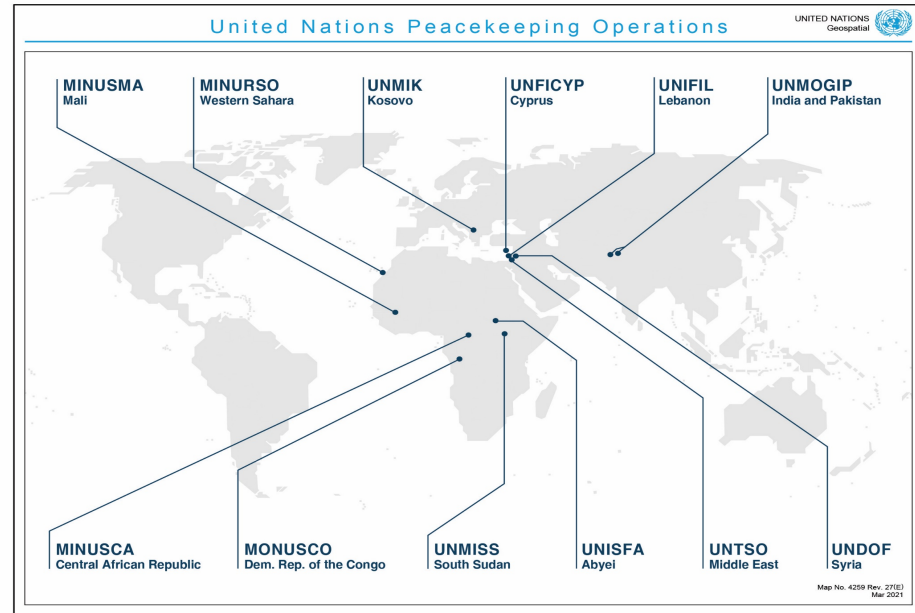 United Nations Peacekeeping Operations
UNITED NATIONS
Geospatial
MINUSMA
Mali
MINURSO
Western Sahara
UNMIK
Kosovo
UNFICYP
Cyprus
UNIFIL
Lebanon
UNMOGIP
India and Pakistan
MINUSCA
Central African Republic
MONUSCO
Dem. Rep. of the Congo
UNMISS
South Sudan
UNISFA
Abyei
UNTSO
Middle East
UNDOF
Syria
Map No. 4259 Rev. 27(E)
Mar 2021